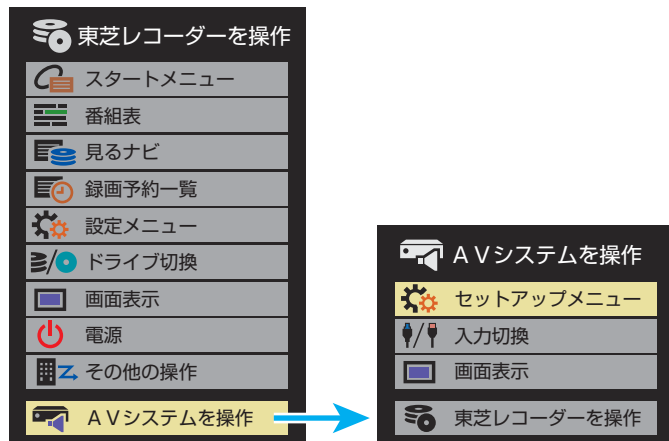 東芝レコーダーを操作
スタートメニュー
番組表
見るナビ
録画予約一覧
設定メニュー
ドライブ切換
画面表示
電源
その他の操作
ＡＶシステムを操作
ＡＶシステムを操作
セットアップメニュー
入力切換
画面表示
東芝レコーダーを操作